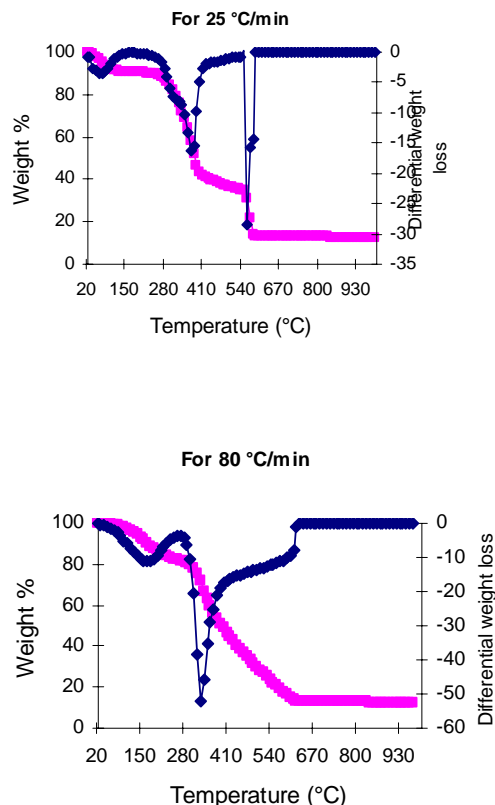 For 25 °C/min
100
80
60
40
20
0
Weight %
0
-5
-10
-15
-20
-25
-30
-35
Differential weight
loss
20 150 280 410 540 670 800 930
Temperature (°C)
For 80 °C/min
100
80
60
40
20
0
Weight %
0
-10
-20
-30
-40
-50
-60
Differential weight loss
20 150 280 410 540 670 800 930
Temperature (°C)